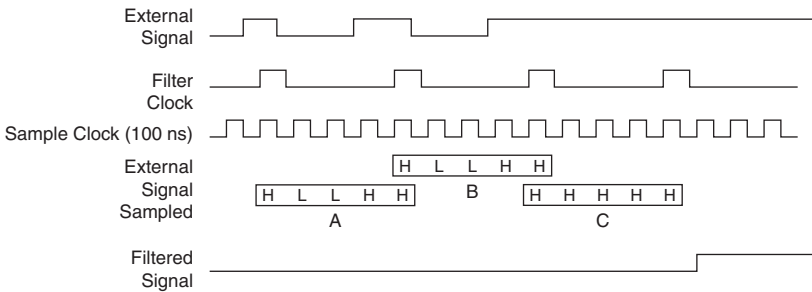 External
Signal
Filter
Clock
Sample Clock (100 ns)
External
Signal
Sampled
H L L H H
B
H L L H H
A
H H H H H
C
Filtered
Signal